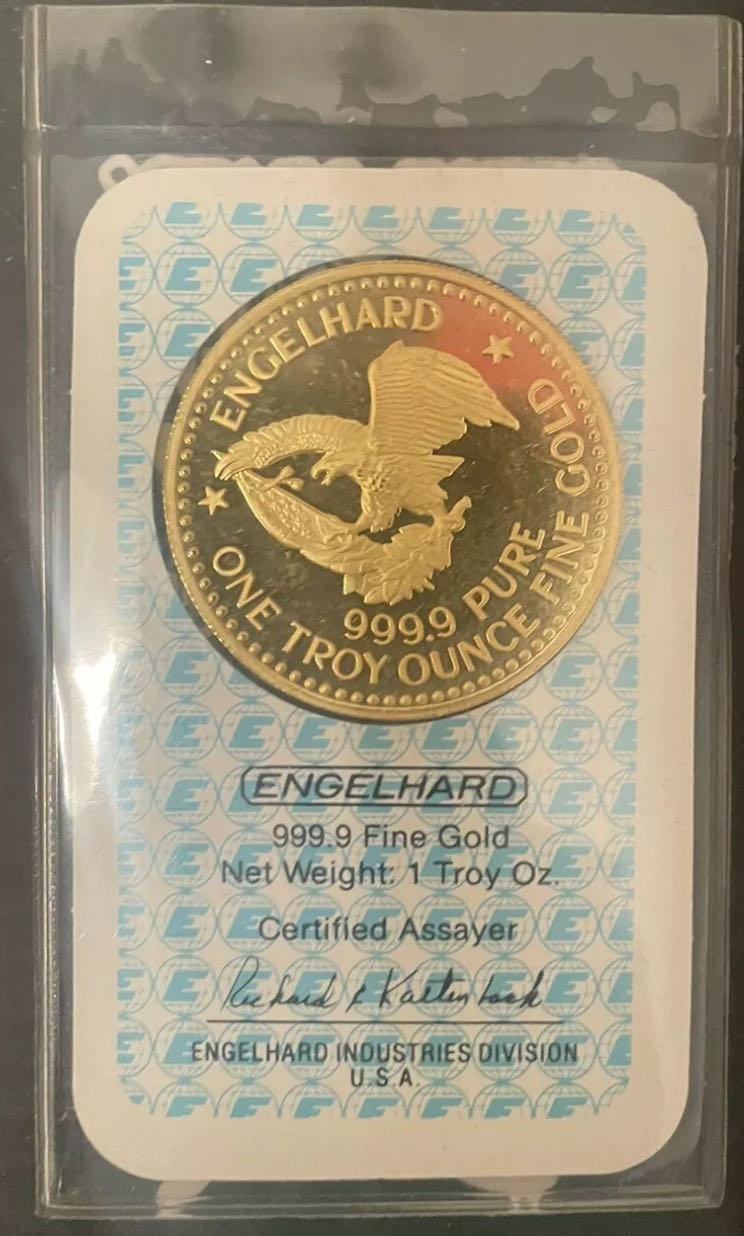 ENGELHARD
999.9 PURE
ONE TROY OUNCE FINE GOLD
ENGELHARD
999.9 Fine Gold
Net Weight: 1 Troy Oz.
Certified Assayer
Richard
ENGELHARD INDUSTRIES DIVISION
U.S.A.